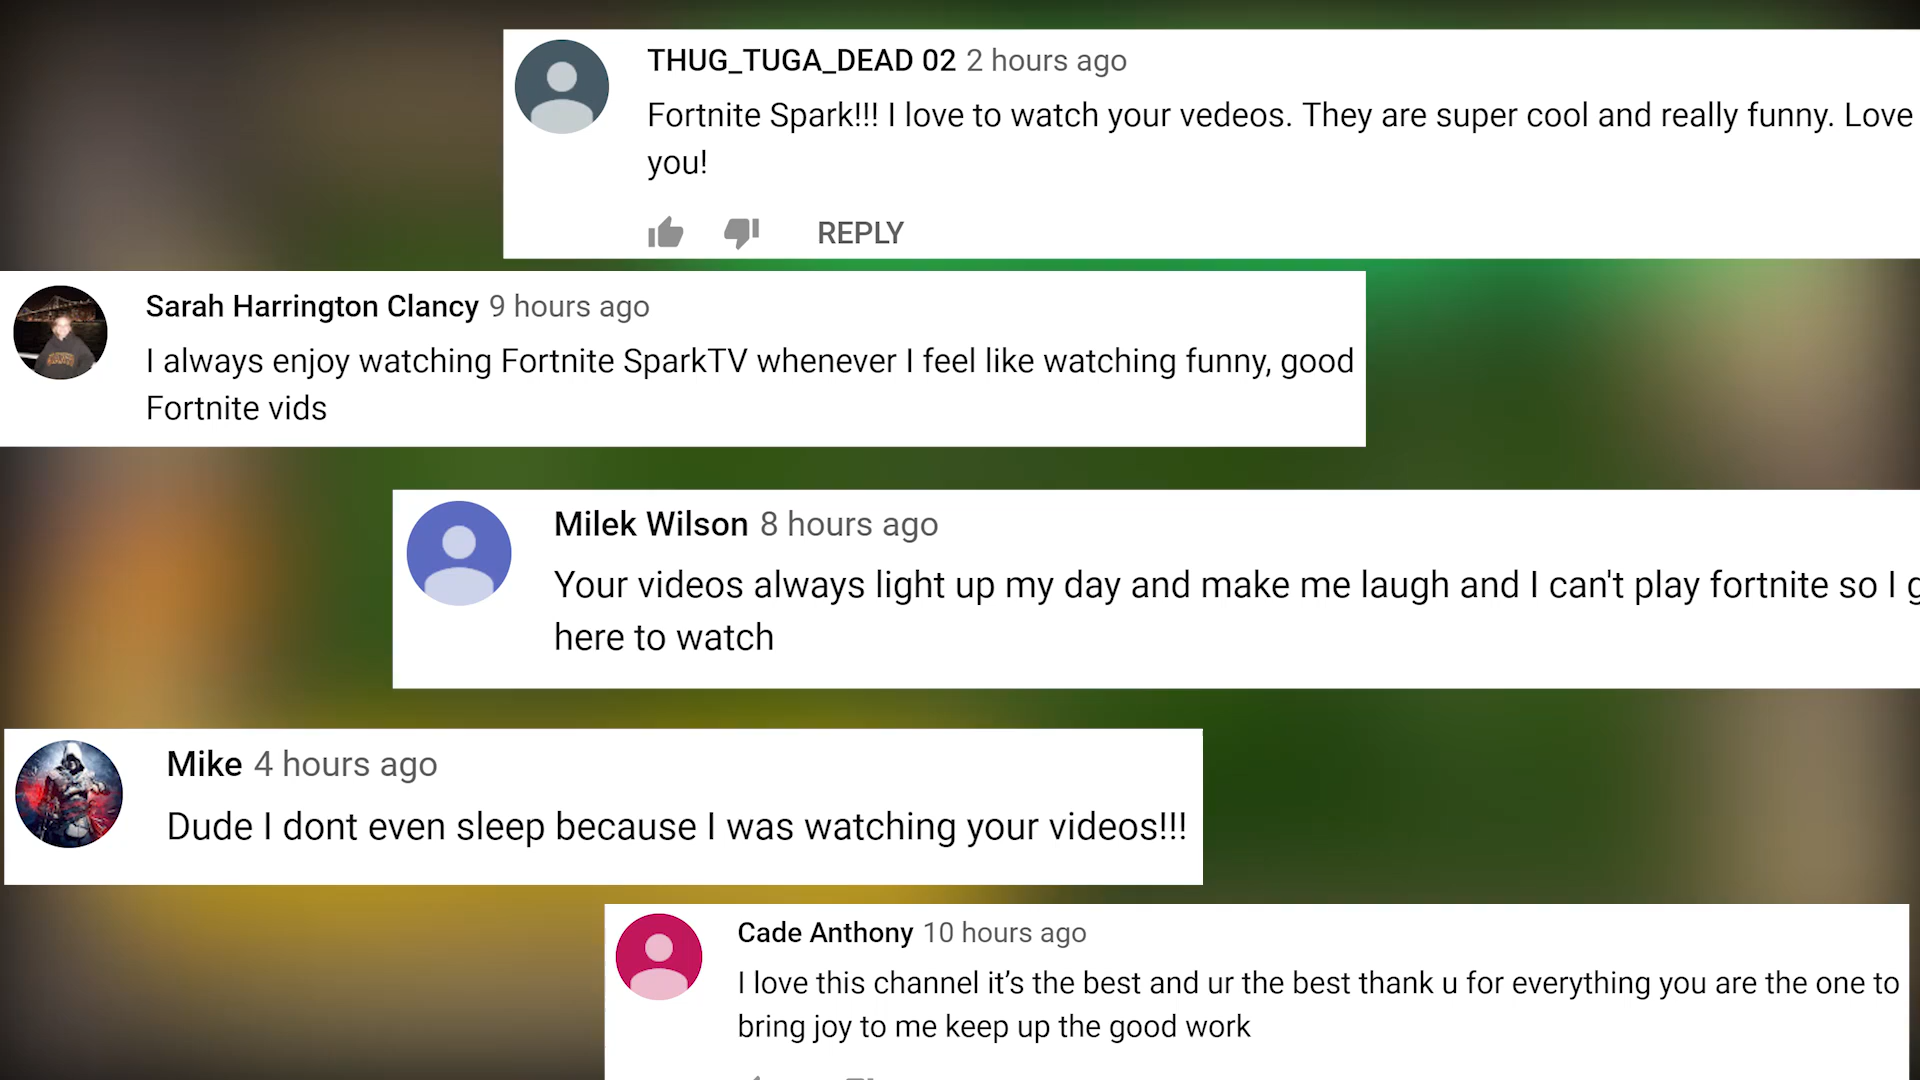 THUG_TUGA_DEAD 02 2 hours ago
Fortnite Spark!!! I love to watch your vedeos. They are super cool and really funny. Love
you!
REPLY
Sarah Harrington Clancy 9 hours ago
I always enjoy watching Fortnite SparkTV whenever I feel like watching funny, good
Fortnite vids
Milek Wilson 8 hours ago
Your videos always light up my day and make me laugh and I can't play fortnite so I
here to watch
Mike 4 hours ago
Dude I dont even sleep because I was watching your videos!!!
Cade Anthony 10 hours ago
I love this channel it’s the best and ur the best thank u for everything you are the one to
bring joy to me keep up the good work